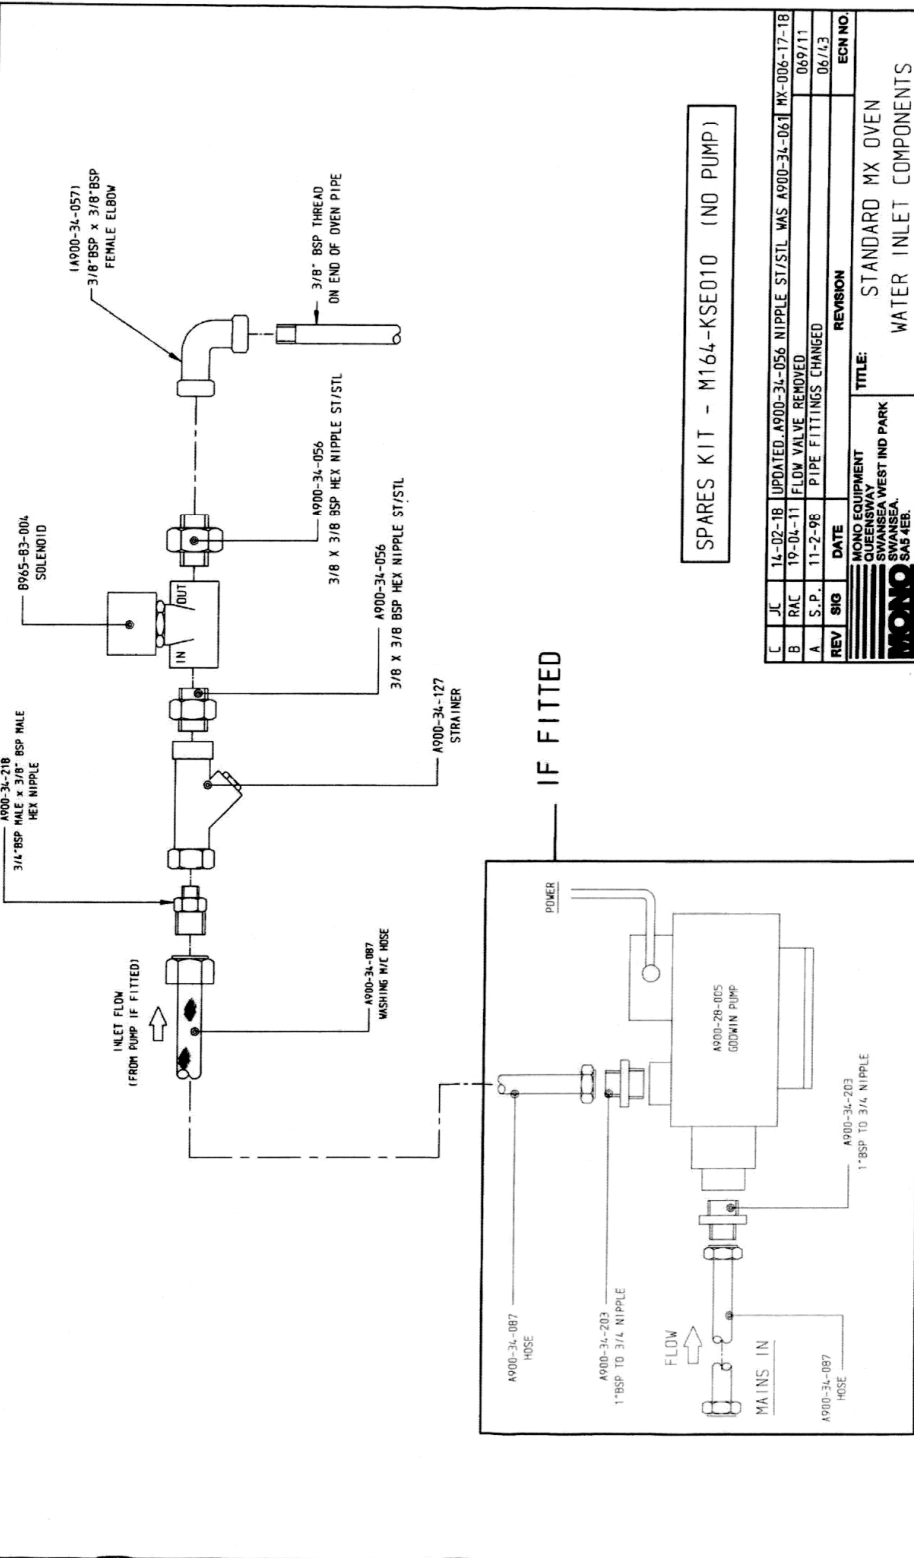 (A900-34-057)
3/8"BSP x 3/8"BSP
FEMALE ELBOW
3/8" BSP THREAD
ON END OF OVEN PIPE
A900-34-056
3/8 X 3/8 BSP HEX NIPPLE ST/STL
B965-83-004
SOLENOID
IN
OUT
A900-34-056
3/8 X 3/8 BSP HEX NIPPLE ST/STL
A900-34-127
STRAINER
A900-34-218
3/4"BSP MALE x 3/8" BSP MALE
HEX NIPPLE
INLET FLOW
(FROM PUMP IF FITTED)
A900-34-087
WASHING M/C HOSE
IF FITTED
POWER
A900-28-005
GODWIN PUMP
A900-34-203
1"BSP TO 3/4 NIPPLE
A900-34-087
HOSE
A900-34-203
1"BSP TO 3/4 NIPPLE
FLOW
MAINS IN
A900-34-087
HOSE
SPARES KIT - M164-KSE010 (NO PUMP)
C JC 14-02-18 UPDATED. A900-34-056 NIPPLE ST/STL WAS A900-34-061 MX-006-17-18
B RAC 19-04-11 FLOW VALVE REMOVED 069/11
A S.P. 11-2-98 PIPE FITTINGS CHANGED 06/43
REV SIG DATE REVISION ECN NO.
MONO
MONO EQUIPMENT
QUEENSWAY
SWANSEA WEST IND PARK
SWANSEA.
SA5 4EB.
TITLE:
STANDARD MX OVEN
WATER INLET COMPONENTS